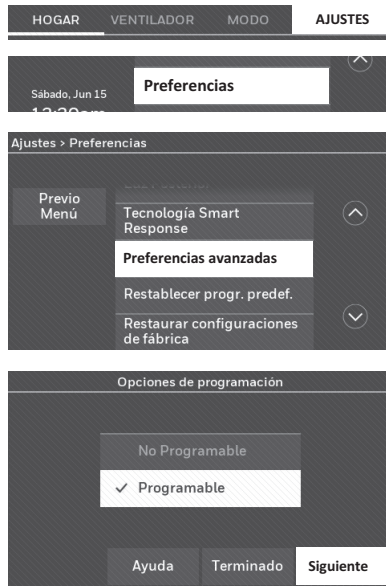 HOGAR VENTILADOR MODO AJUSTES
Preferencias
Sábado, Jun 15
Ajustes > Preferencias
Previo
Menú
Tecnología Smart
Response
Preferencias avanzadas
Restablecer progr. predef.
Restaurar configuraciones
de fábrica
Opciones de programación
No Programable
✓ Programable
Ayuda Terminado Siguiente